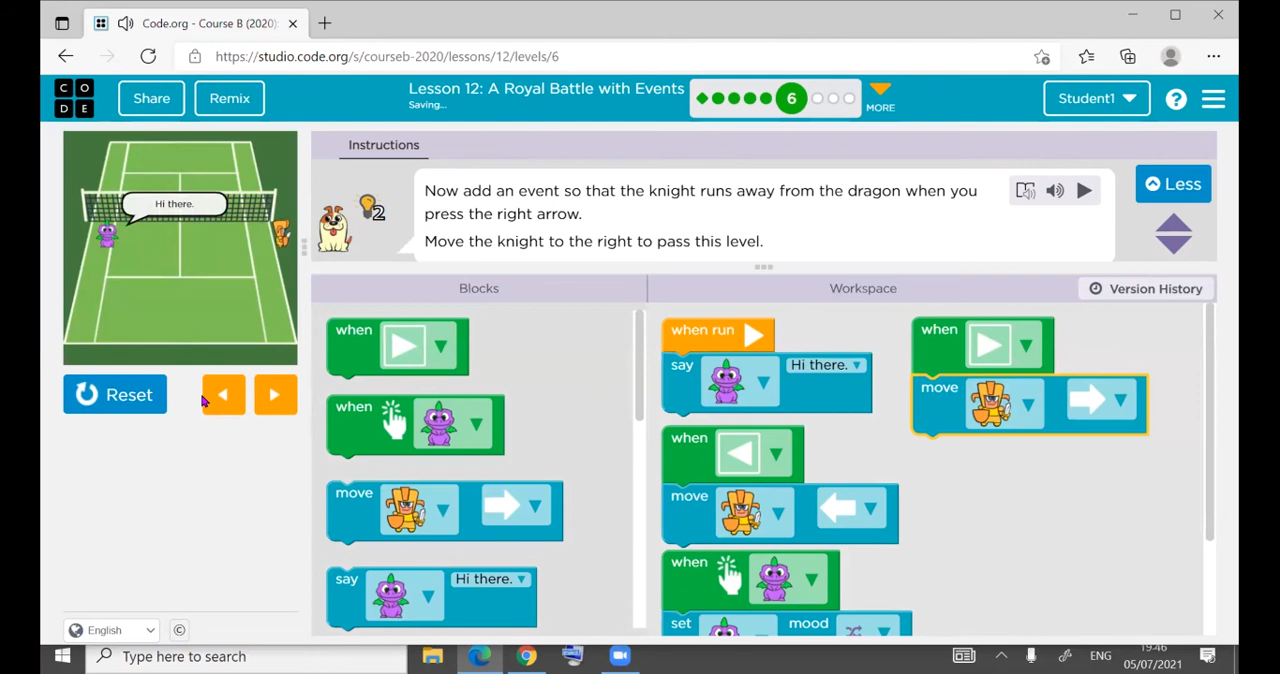 Code.org - Course B (2020):
https://studio.code.org/s/courseb-2020/lessons/12/levels/6
C O
D E
Share
Remix
Lesson 12: A Royal Battle with Events
Saving...
6
MORE
Student1
?
Instructions
2
Now add an event so that the knight runs away from the dragon when you
press the right arrow.
Move the knight to the right to pass this level.
Less
Hi there.
Blocks
Workspace
Version History
Reset
when
when
move
say Hi there.
when run
say Hi there.
when
move
when
set mood
when
move
English
©
Type here to search
ENG
19:46
05/07/2021